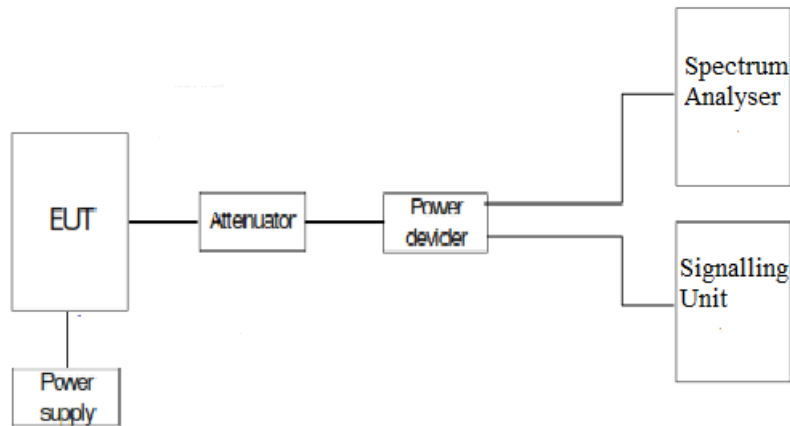 Spectrum
Analyser
EUT
Attenuator
Power
devider
Signalling
Unit
Power
supply